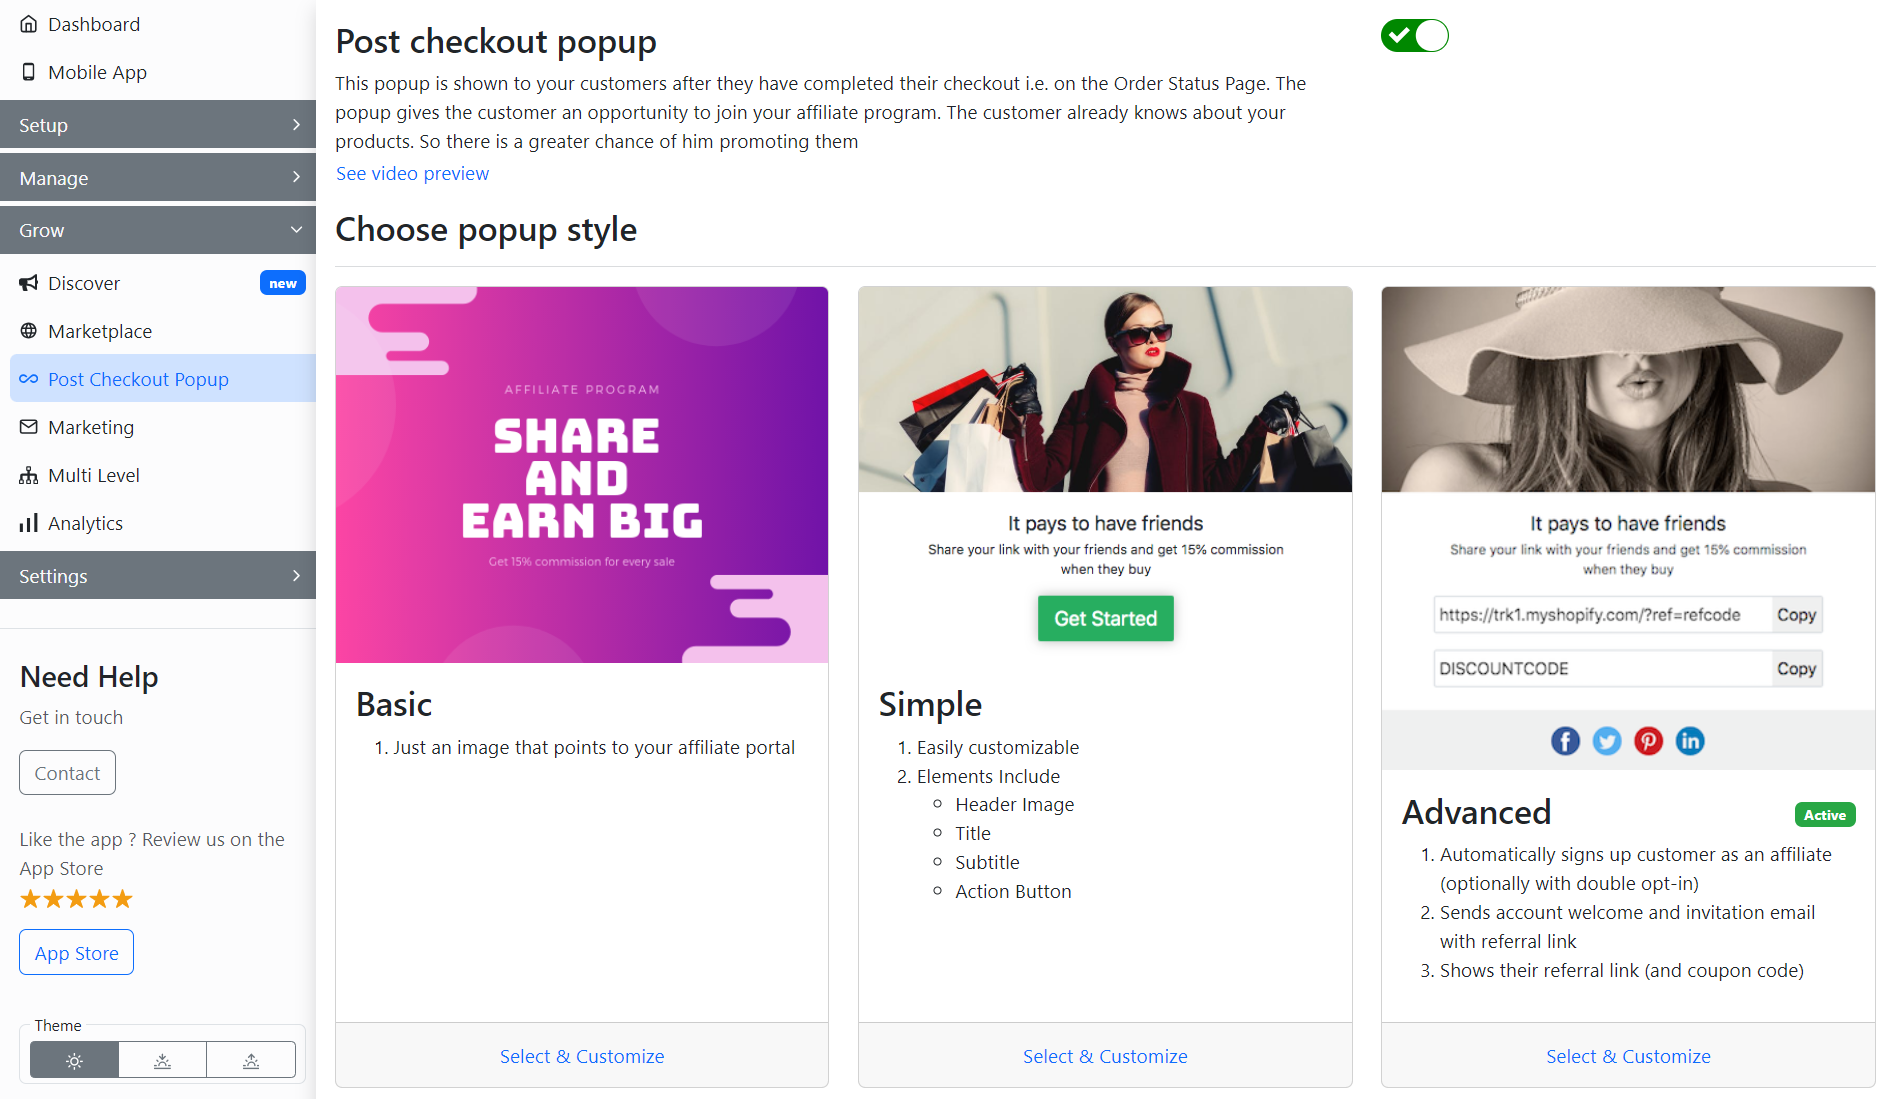 Dashboard
Mobile App
Setup
Manage
Grow
Discover
new
Marketplace
Post Checkout Popup
Marketing
Multi Level
Analytics
Settings
Need Help
Get in touch
Contact
Like the app ? Review us on the
App Store
App Store
Theme
Post checkout popup
This popup is shown to your customers after they have completed their checkout i.e. on the Order Status Page. The
popup gives the customer an opportunity to join your affiliate program. The customer already knows about your
products. So there is a greater chance of him promoting them
See video preview
Choose popup style
AFFILIATE PROGRAM
SHARE
AND
EARN BIG
Get 15% commission for every sale
Basic
1. Just an image that points to your affiliate portal
Select & Customize
It pays to have friends
Share your link with your friends and get 15% commission
when they buy
Get Started
Simple
1. Easily customizable
2. Elements Include
Header Image
Title
Subtitle
Action Button
Select & Customize
It pays to have friends
Share your link with your friends and get 15% commission
when they buy
https://trk1.myshopify.com/?ref=refcode Copy
DISCOUNTCODE Copy
Advanced
Active
1. Automatically signs up customer as an affiliate
(optionally with double opt-in)
2. Sends account welcome and invitation email
with referral link
3. Shows their referral link (and coupon code)
Select & Customize